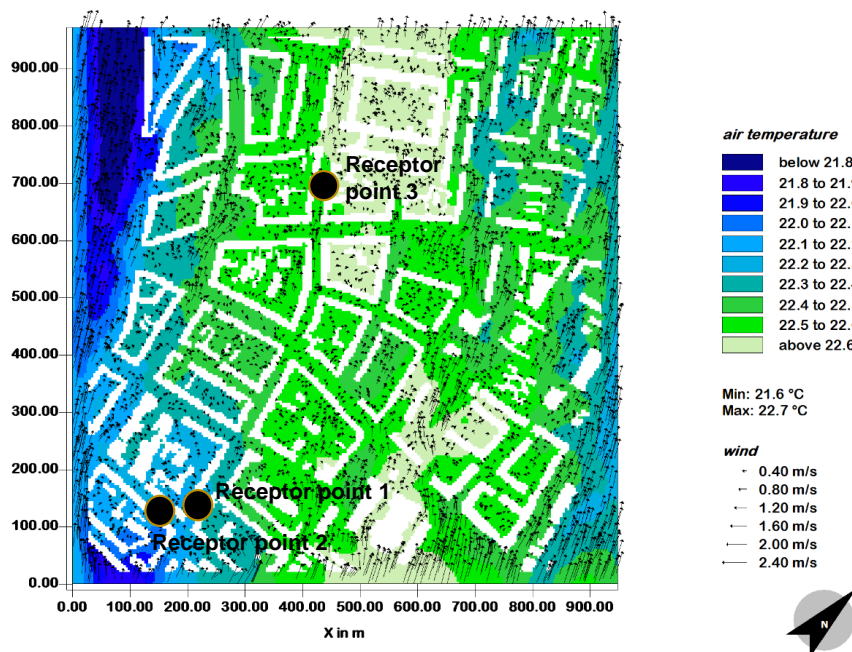 900.00
800.00
700.00
600.00
500.00
400.00
300.00
200.00
100.00
0.00
0.00 100.00 200.00 300.00 400.00 500.00 600.00 700.00 800.00 900.00
X in m
Receptor
point 3
Receptor point 1
Receptor point 2
air temperature
below 21.8
21.8 to 21.
21.9 to 22.
22.0 to 22.
22.1 to 22.
22.2 to 22.
22.3 to 22.
22.4 to 22.
22.5 to 22.
above 22.6
Min: 21.6 °C
Max: 22.7 °C
wind
0.40 m/s
0.80 m/s
1.20 m/s
1.60 m/s
2.00 m/s
2.40 m/s
N